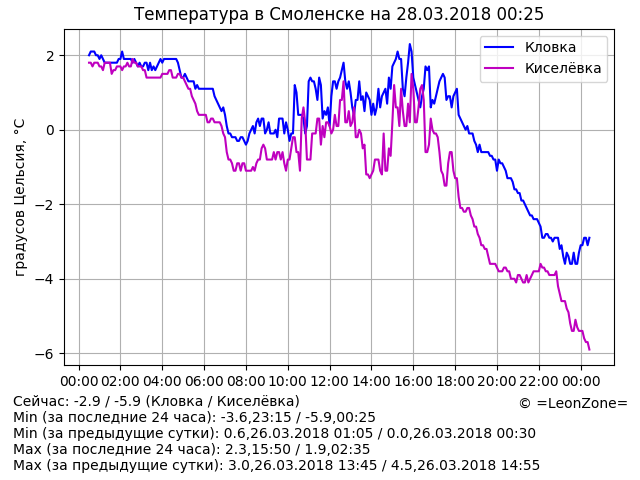 Температура в Смоленске на 28.03.2018 00:25
градусов Цельсия, °C
2
0
−2
−4
−6
Кловка
Киселёвка
00:00 02:00 04:00 06:00 08:00 10:00 12:00 14:00 16:00 18:00 20:00 22:00 00:00
Сейчас: -2.9 / -5.9 (Кловка / Киселёвка)
© =LeonZone=
Min (за последние 24 часа): -3.6,23:15 / -5.9,00:25
Min (за предыдущие сутки): 0.6,26.03.2018 01:05 / 0.0,26.03.2018 00:30
Max (за последние 24 часа): 2.3,15:50 / 1.9,02:35
Max (за предыдущие сутки): 3.0,26.03.2018 13:45 / 4.5,26.03.2018 14:55